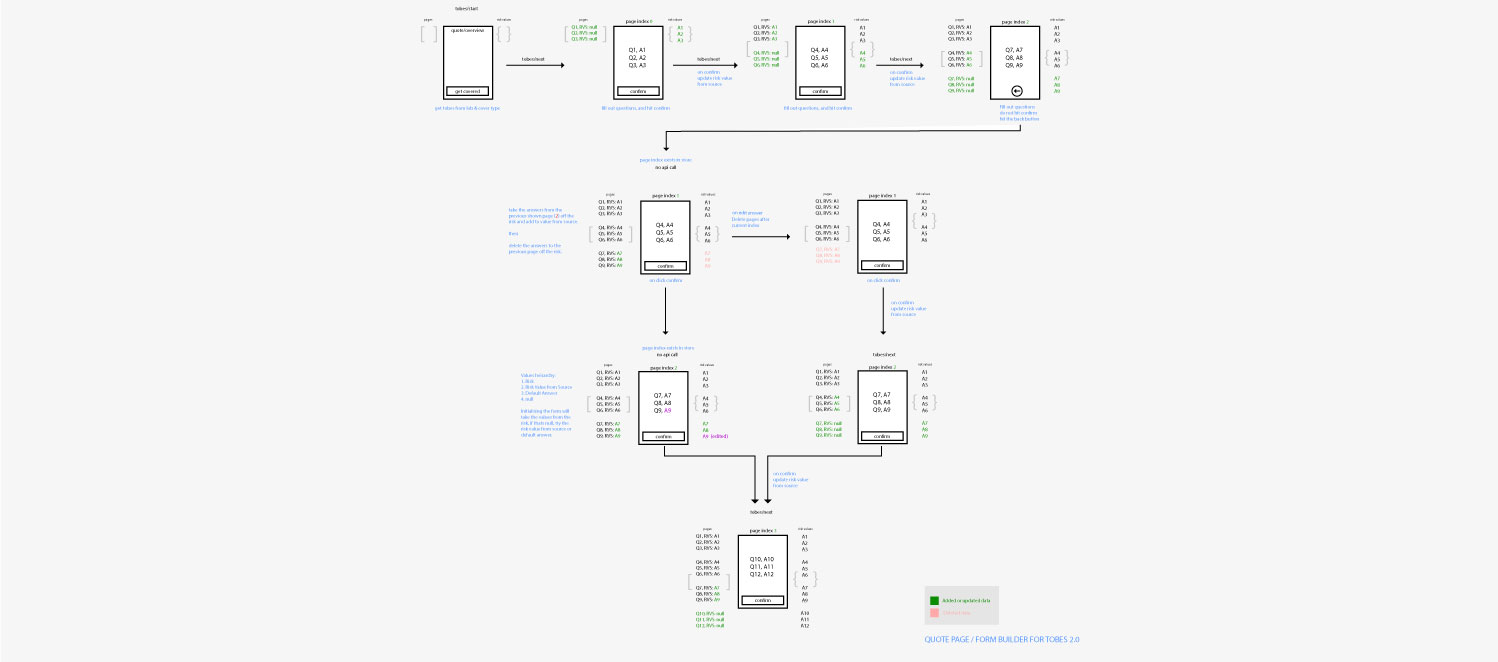 tobes/start
pages
risk values
quote/overview
get covered
get tobes from risk & cover type
tobes/next
pages
page index 0
risk values
Q1, RVS: null
Q2, RVS: null
Q3, RVS: null
A1
A2
A3
Q1, A1
Q2, A2
Q3, A3
confirm
fill out questions, and hit confirm
tobes/next
on confirm
update risk value
from source
pages
page index 1
risk values
Q1, RVS: A1
Q2, RVS: A2
Q3, RVS: A3
Q4, RVS: null
Q5, RVS: null
Q6, RVS: null
A1
A2
A3
A4
A5
A6
Q4, A4
Q5, A5
Q6, A6
confirm
fill out questions, and hit confirm
tobes/next
on confirm
update risk value
from source
pages
page index 2
risk values
Q1, RVS: A1
Q2, RVS: A2
Q3, RVS: A3
Q4, RVS: A4
Q5, RVS: A5
Q6, RVS: A6
Q7, RVS: null
Q8, RVS: null
Q9, RVS: null
A1
A2
A3
A4
A5
A6
A7
A8
A9
Q7, A7
Q8, A8
Q9, A9
fill out questions
do not hit confirm
hit the back button
no api call
take the answers from the
previous shown page (2) off the
risk and add to value from source.
then
delete the answers to the
previous page off the risk.
pages
page index 1
risk values
Q1, RVS: A1
Q2, RVS: A2
Q3, RVS: A3
Q4, RVS: A4
Q5, RVS: A5
Q6, RVS: A6
Q7, RVS: A7
Q8, RVS: A8
Q9, RVS: A9
A1
A2
A3
A4
A5
A6
A7
A8
A9
Q4, A4
Q5, A5
Q6, A6
confirm
on click confirm
on edit answer
Delete pages after
current index
pages
risk values
Q1, RVS: A1
Q2, RVS: A2
Q3, RVS: A3
Q4, RVS: A4
Q5, RVS: A5
Q6, RVS: A6
Q7, RVS: A7
Q8, RVS: A8
Q9, RVS: A9
A1
A2
A3
A4
A5
A6
Q4, A4
Q5, A5
Q6, A6
confirm
on click confirm
on confirm
update risk value
from source
no api call
Values Initiated by:
1. Risk
2. Risk Value from Source
3. Default Answer
4. null
Initialising the form will
take the values from the
risk, if thats null, try the
risk value from source or
default answer.
pages
page index 2
risk values
Q1, RVS: A1
Q2, RVS: A2
Q3, RVS: A3
Q4, RVS: A4
Q5, RVS: A5
Q6, RVS: A6
Q7, RVS: A7
Q8, RVS: A8
Q9, RVS: A9
A1
A2
A3
A4
A5
A6
A7
A8
A9 (edited)
Q7, A7
Q8, A8
Q9, A9
confirm
tobes/next
pages
page index 2
risk values
Q1, RVS: A1
Q2, RVS: A2
Q3, RVS: A3
Q4, RVS: A4
Q5, RVS: A5
Q6, RVS: A6
Q7, RVS: null
Q8, RVS: null
Q9, RVS: null
A1
A2
A3
A4
A5
A6
A7
A8
A9
Q7, A7
Q8, A8
Q9, A9
confirm
on confirm
update risk value
from source
tobes/next
pages
page index 3
risk values
Q1, RVS: A1
Q2, RVS: A2
Q3, RVS: A3
Q4, RVS: A4
Q5, RVS: A5
Q6, RVS: A6
Q7, RVS: A7
Q8, RVS: A8
Q9, RVS: A9
Q10, RVS: null
Q11, RVS: null
Q12, RVS: null
A1
A2
A3
A4
A5
A6
A7
A8
A9
A10
A11
A12
Q10, A10
Q11, A11
Q12, A12
confirm
Added or updated data
QUOTE PAGE / FORM BUILDER FOR TOBES 2.0